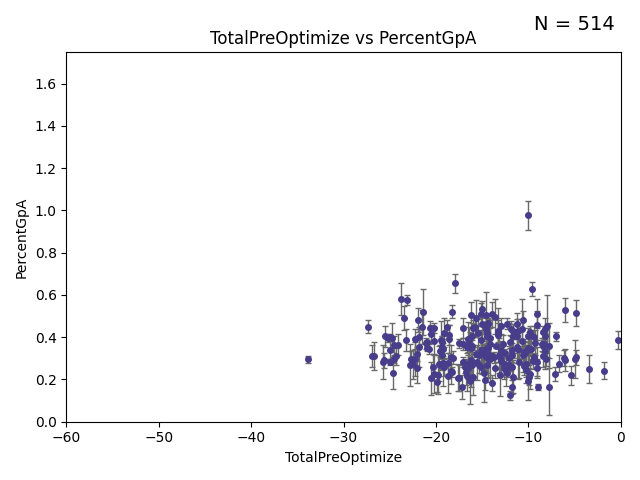 N = 514
TotalPreOptimize vs PercentGpA
1.6
1.4
1.2
1.0
0.8
0.6
0.4
0.2
0.0
PercentGpA
−60 −50 −40 −30 −20 −10 0
TotalPreOptimize